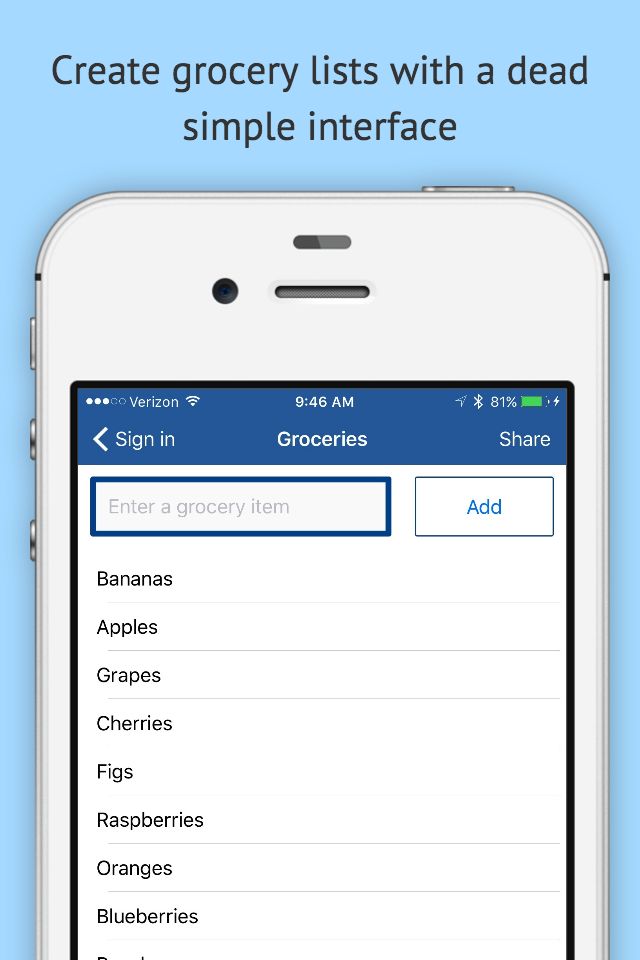 Create grocery lists with a dead
simple interface
Verizon 9:46 AM 81%
Sign in Groceries Share
Enter a grocery item Add
Bananas
Apples
Grapes
Cherries
Figs
Raspberries
Oranges
Blueberries